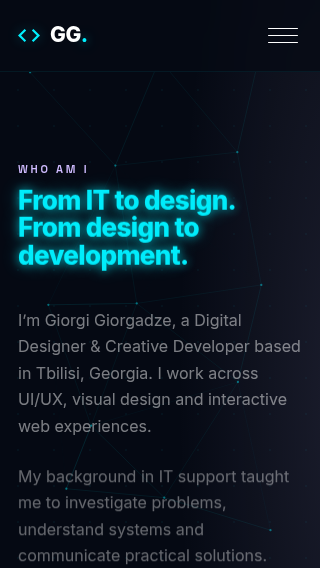 GG.
WHO AM I
From IT to design.
From design to
development.
I'm Giorgi Giorgadze, a Digital
Designer & Creative Developer based
in Tbilisi, Georgia. I work across
UI/UX, visual design and interactive
web experiences.
My background in IT support taught
me to investigate problems,
understand systems and
communicate practical solutions.